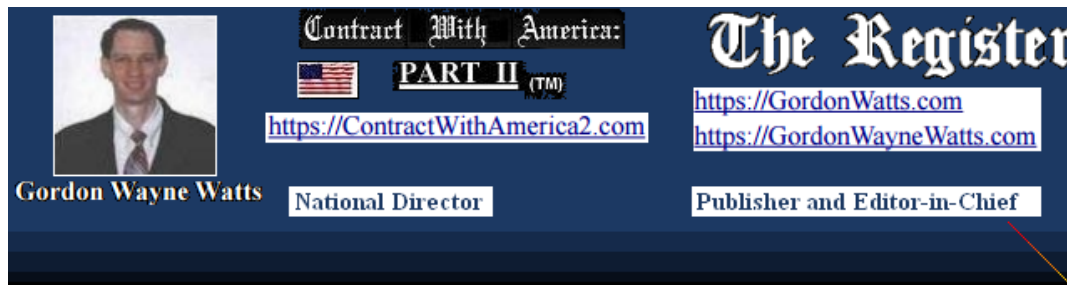 Contract With America:
PART II (TM)
https://ContractWithAmerica2.com
Gordon Wayne Watts
National Director
The Register
https://GordonWatts.com
https://GordonWayneWatts.com
Publisher and Editor-in-Chief